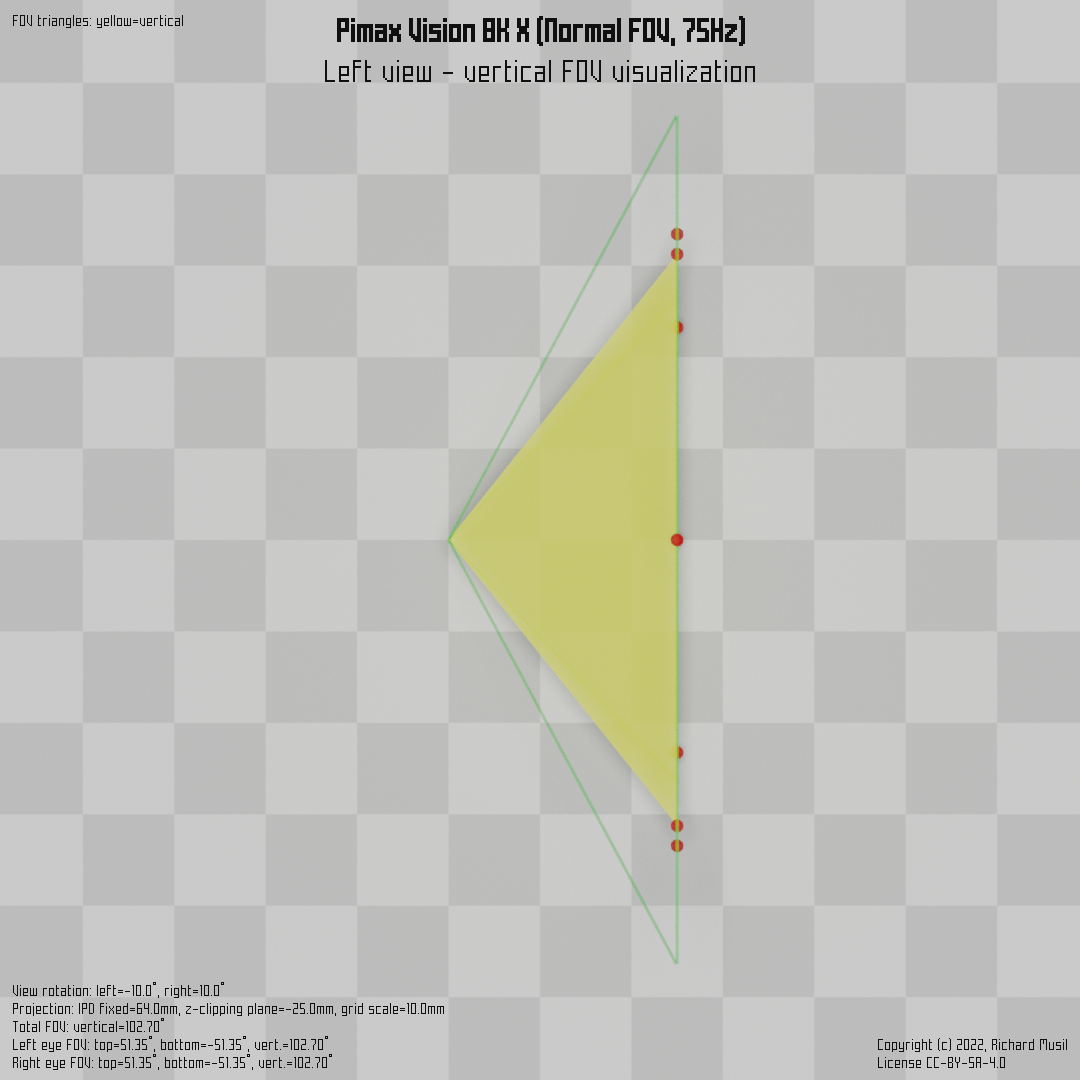 FOV triangles: yellow=vertical
Pimax Vision 8K X (Normal FOV, 75Hz)
Left view - vertical FOV visualization
View rotation: left=-10.0°, right=10.0°
Projection: IPD fixed=64.0mm, z-clipping plane=-25.0mm, grid scale=10.0mm
Total FOV: vertical=102.70°
Left eye FOV: top=51.35°, bottom=-51.35°, vert.=102.70°
Right eye FOV: top=51.35°, bottom=-51.35°, vert.=102.70°
Copyright (c) 2022, Richard Musil
License CC-BY-SA-4.0